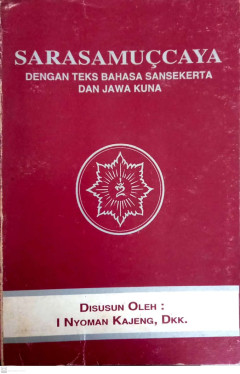 SARASAMUÇCAYA
DENGAN TEKS BAHASA SANSEKERTA
DAN JAWA KUNA
DISUSUN OLEH :
I NYOMAN KAJENG, DKK.